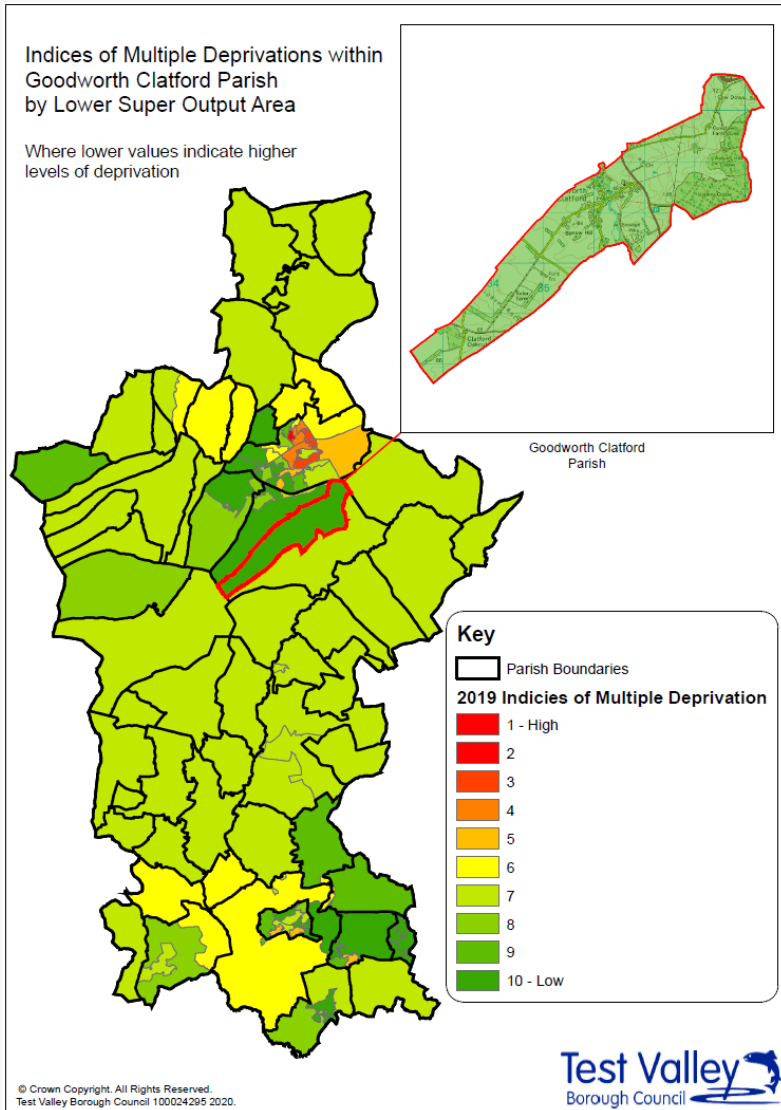 Indices of Multiple Deprivations within
Goodworth Clatford Parish
by Lower Super Output Area
Where lower values indicate higher
levels of deprivation
Goodworth Clatford
Parish
Key
Parish Boundaries
2019 Indicies of Multiple Deprivation
1 - High
2
3
4
5
6
7
8
9
10 - Low
Test Valley
Borough Council
© Crown Copyright. All Rights Reserved.
Test Valley Borough Council 100024295 2020.